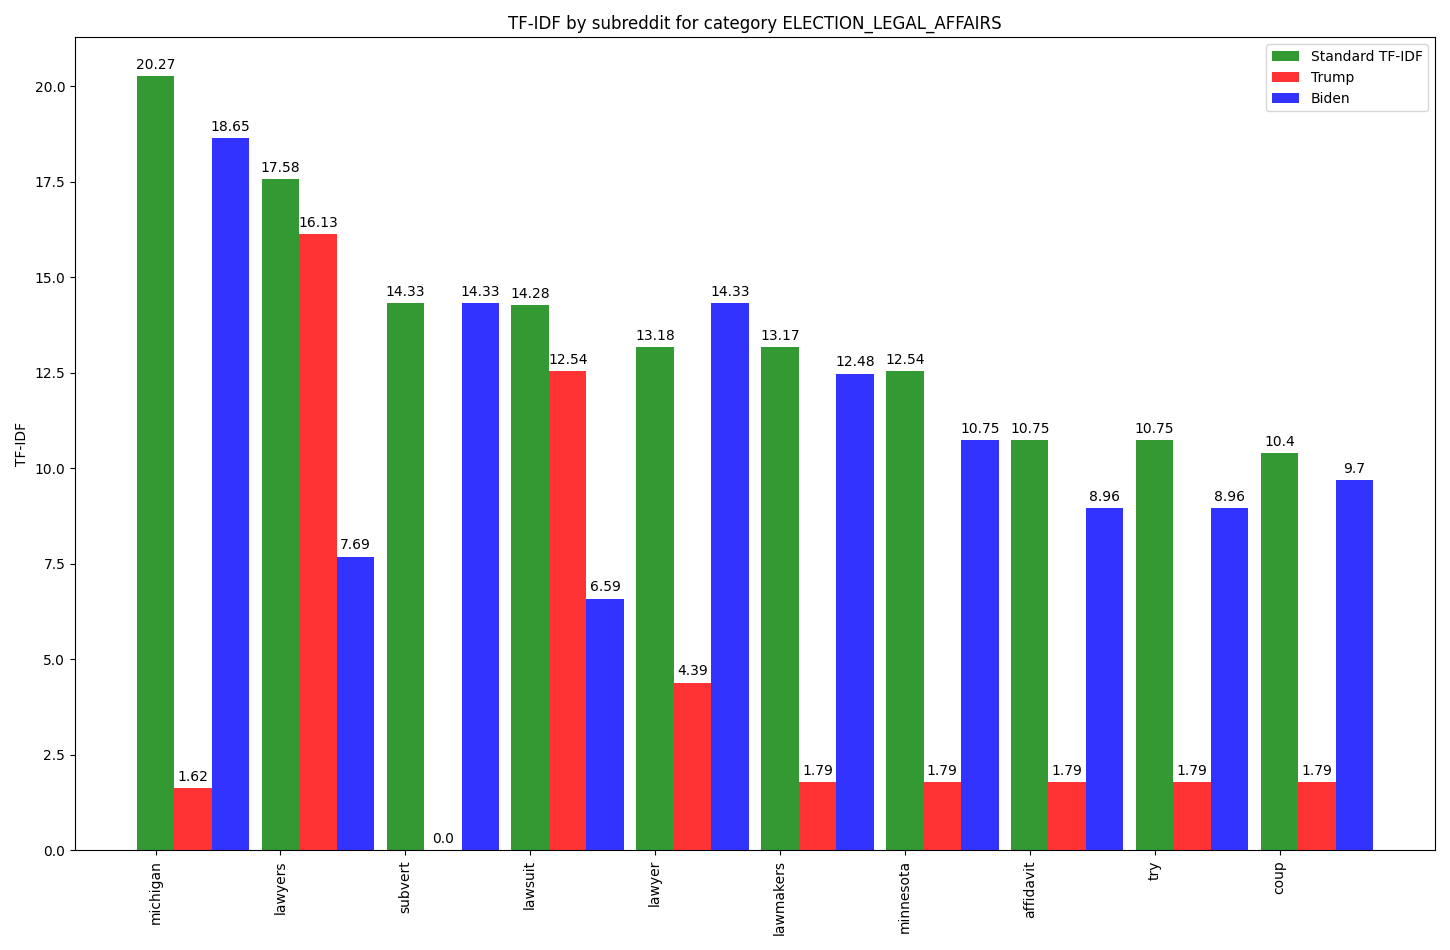 TF-IDF by subreddit for category ELECTION_LEGAL_AFFAIRS
Standard TF-IDF
Trump
Biden
TF-IDF
20.0
17.5
15.0
12.5
10.0
7.5
5.0
2.5
0.0
20.27
1.62
18.65
17.58
16.13
7.69
14.33
0.0
14.33
14.28
12.54
6.59
13.18
4.39
14.33
13.17
1.79
12.48
12.54
1.79
10.75
10.75
1.79
8.96
10.75
1.79
8.96
10.4
1.79
9.7
michigan
lawyers
subvert
lawsuit
lawyer
lawmakers
minnesota
affidavit
try
coup